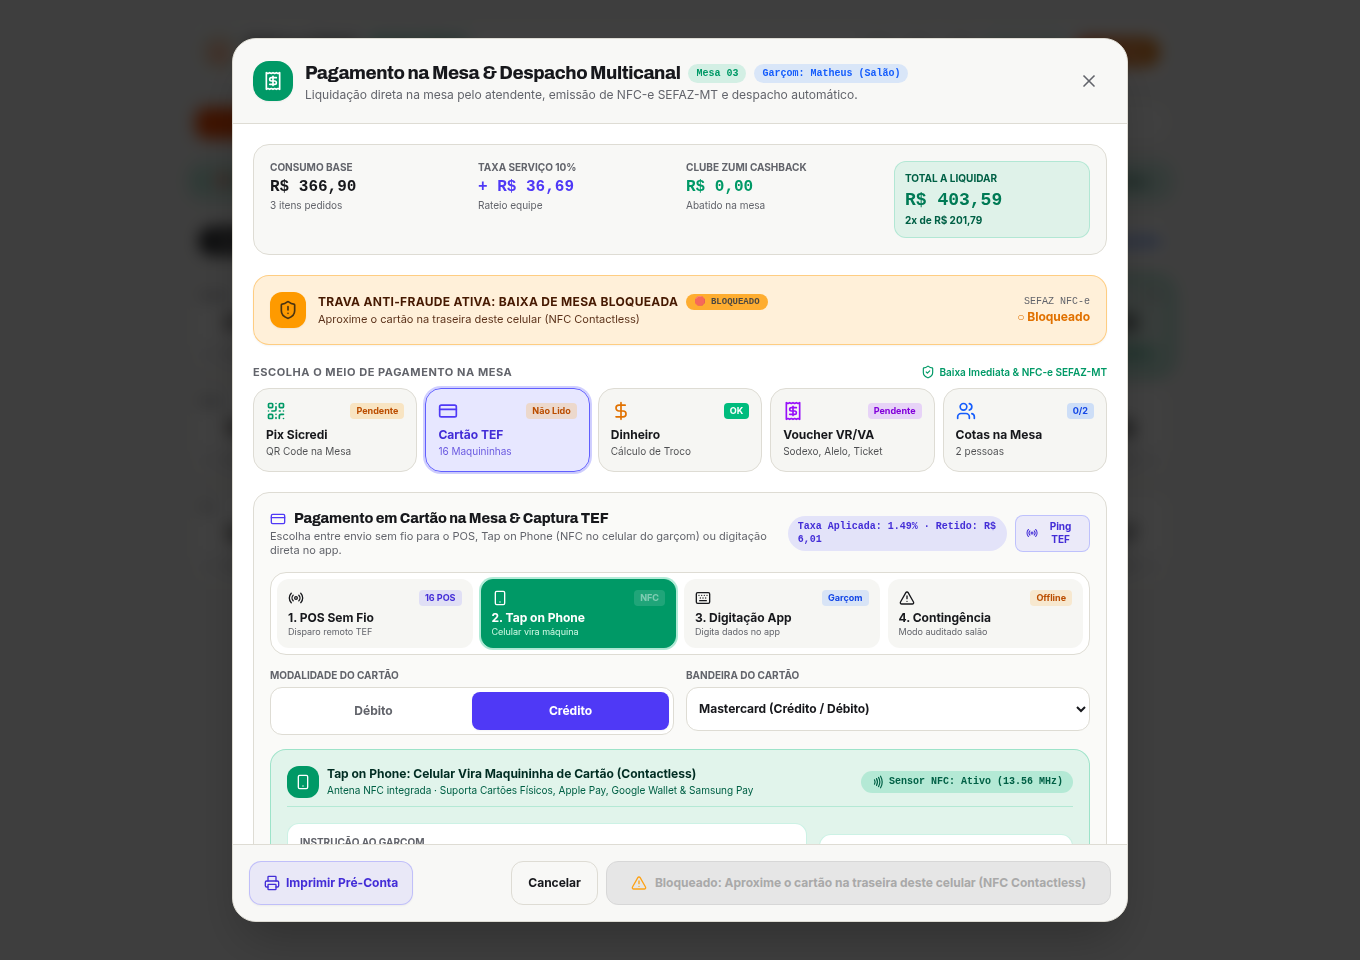 Pagamento na Mesa & Despacho Multicanal
Mesa 03
Garçom: Matheus (Salão)
Liquidação direta na mesa pelo atendente, emissão de NFC-e SEFAZ-MT e despacho automático.
CONSUMO BASE
R$ 366,90
3 itens pedidos
TAXA SERVIÇO 10%
+ R$ 36,69
Rateio equipe
CLUBE ZUMI CASHBACK
R$ 0,00
Abatido na mesa
TOTAL A LIQUIDAR
R$ 403,59
2x de R$ 201,79
TRAVA ANTI-FRAUDE ATIVA: BAIXA DE MESA BLOQUEADA
BLOQUEADO
Aproxime o cartão na traseira deste celular (NFC Contactless)
SEFAZ NFC-e
○ Bloqueado
ESCOLHA O MEIO DE PAGAMENTO NA MESA
Baixa Imediata & NFC-e SEFAZ-MT
Pendente
Pix Sicredi
QR Code na Mesa
Não Lido
Cartão TEF
16 Maquininhas
OK
Dinheiro
Cálculo de Troco
Pendente
Voucher VR/VA
Sodexo, Alelo, Ticket
0/2
Cotas na Mesa
2 pessoas
Pagamento em Cartão na Mesa & Captura TEF
Escolha entre envio sem fio para o POS, Tap on Phone (NFC no celular do garçom) ou digitação
direta no app.
Taxa Aplicada: 1.49% · Retido: R$
6,01
Ping
TEF
16 POS
1. POS Sem Fio
Disparo remoto TEF
NFC
2. Tap on Phone
Celular vira máquina
Garçom
3. Digitação App
Digita dados no app
Offline
4. Contingência
Modo auditado salão
MODALIDADE DO CARTÃO
Débito
Crédito
BANDEIRA DO CARTÃO
Mastercard (Crédito / Débito)
Tap on Phone: Celular Vira Maquininha de Cartão (Contactless)
Antena NFC integrada · Suporta Cartões Físicos, Apple Pay, Google Wallet & Samsung Pay
Sensor NFC: Ativo (13.56 MHz)
INSTRUÇÃO AO GARÇOM
Imprimir Pré-Conta
Cancelar
Bloqueado: Aproxime o cartão na traseira deste celular (NFC Contactless)